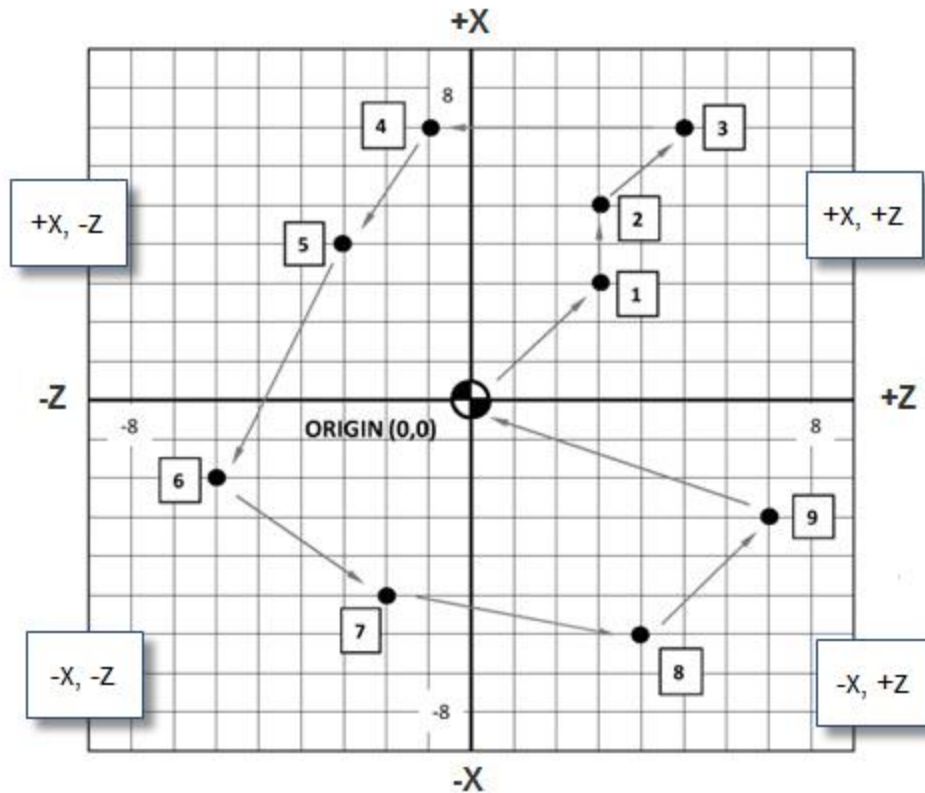 +X
8
4
3
+X, -Z
+X, +Z
2
5
1
-Z
+Z
ORIGIN (0,0)
-8
8
6
9
7
8
-X, -Z
-X, +Z
-8
-X